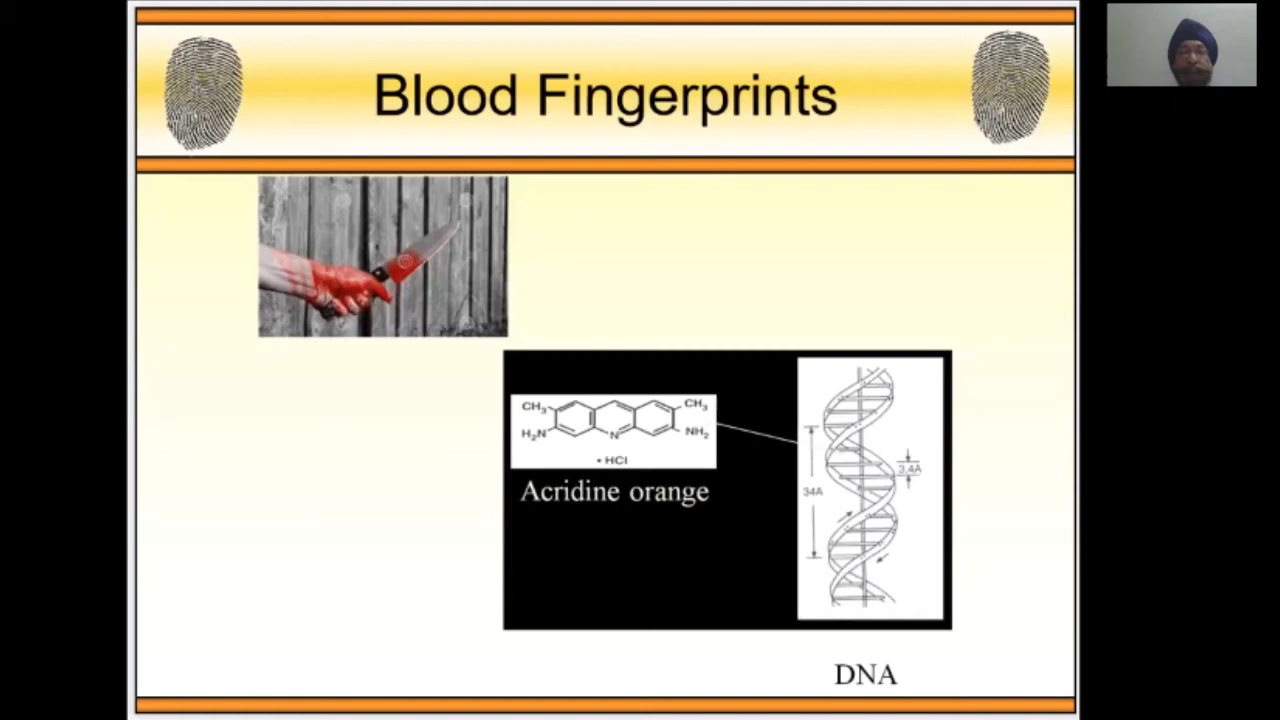 Blood Fingerprints
CH₃ CH₃
H₂N N NH₂
• HCl
Acridine orange
34A
3.4A
DNA